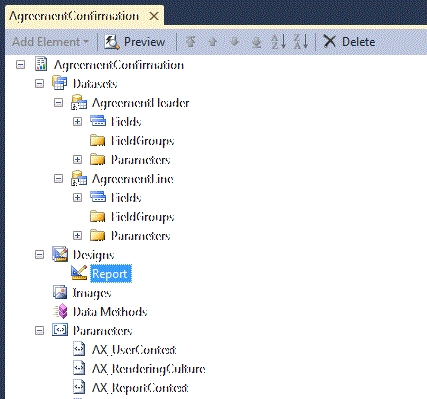 AgreementConfirmation
Add Element Preview Delete
AgreementConfirmation
Datasets
AgreementHeader
Fields
FieldGroups
Parameters
AgreementLine
Fields
FieldGroups
Parameters
Designs
Report
Images
Data Methods
Parameters
AX_UserContext
AX_RenderingCulture
AX_ReportContext